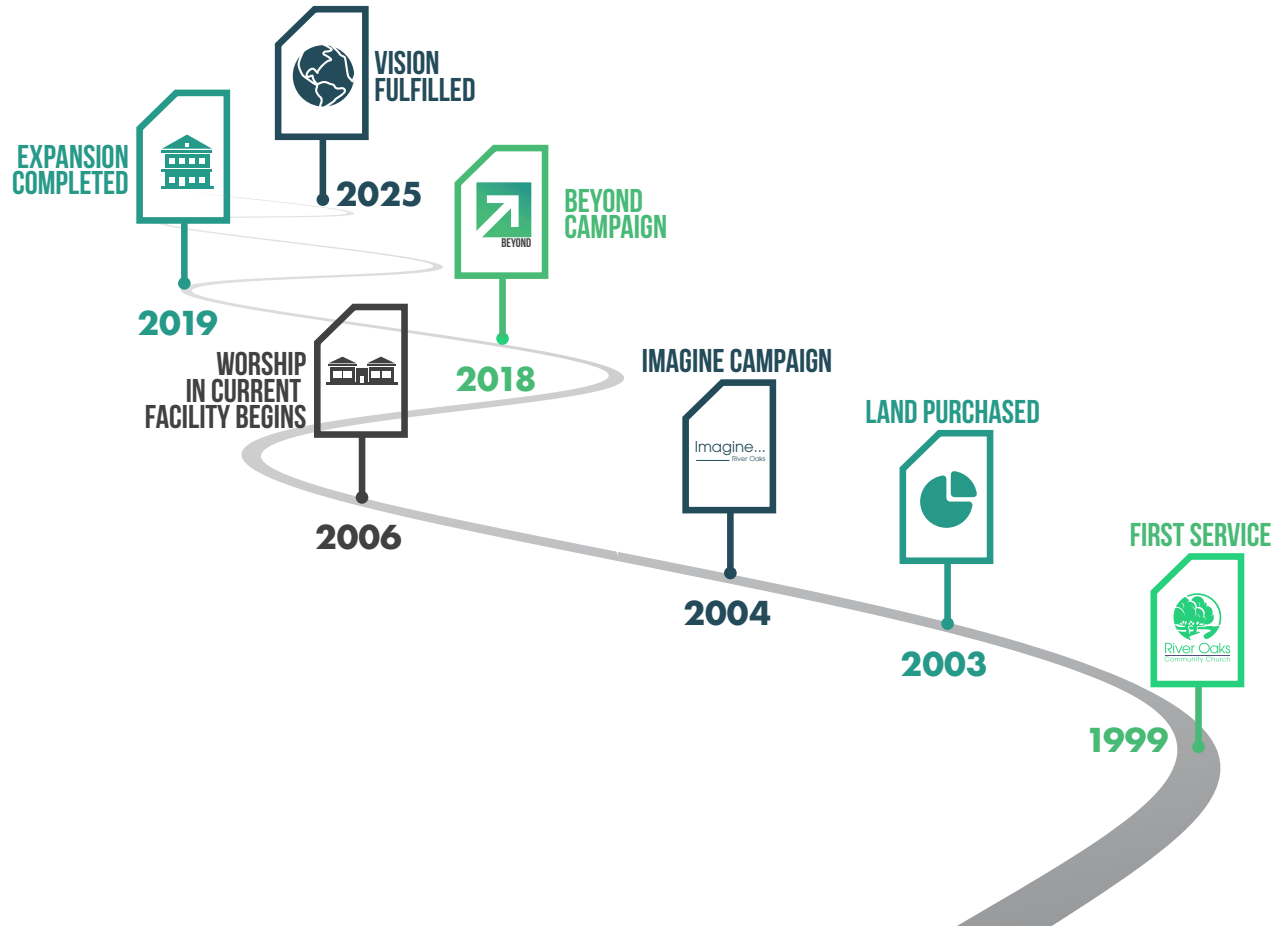 VISION
FULFILLED
2025
EXPANSION
COMPLETED
2019
BEYOND
BEYOND
CAMPAIGN
2018
WORSHIP
IN CURRENT
FACILITY BEGINS
2006
IMAGINE CAMPAIGN
Imagine...
River Oaks
2004
LAND PURCHASED
2003
FIRST SERVICE
River Oaks
Community Church
1999